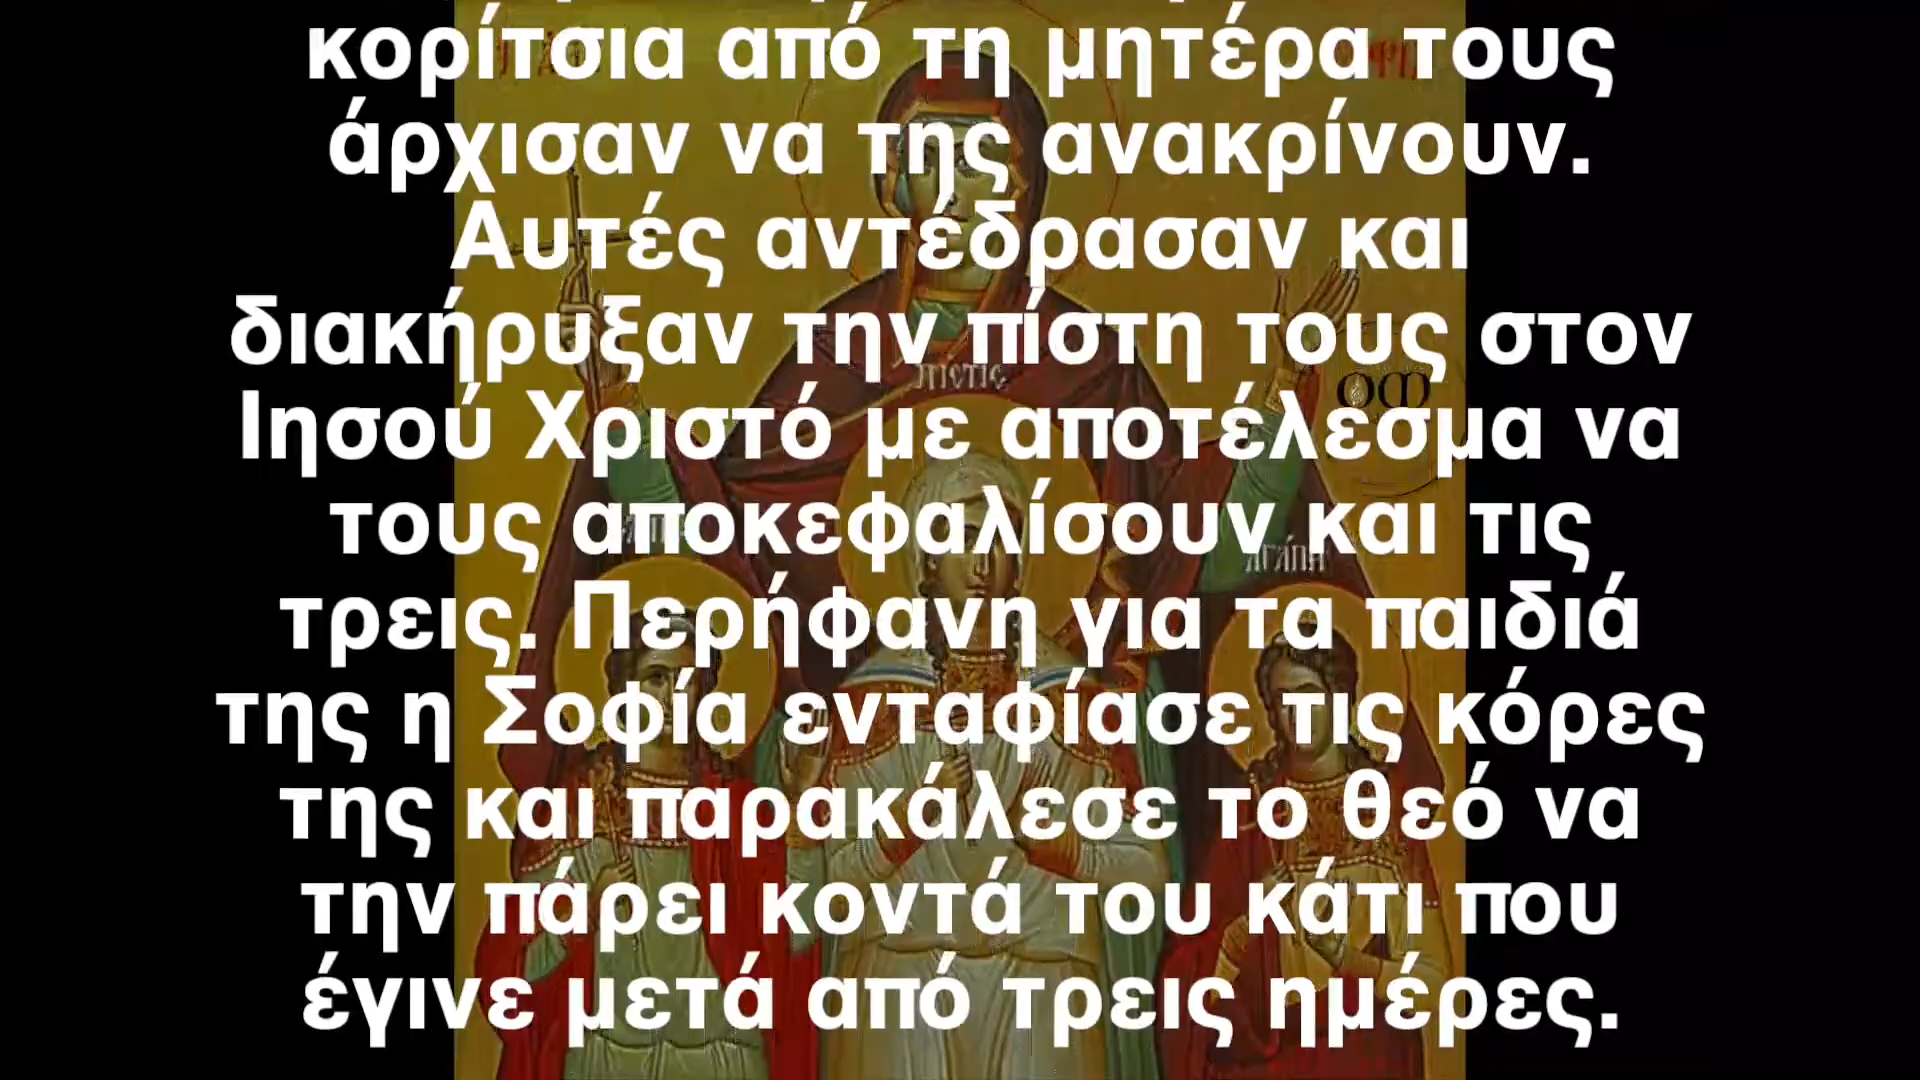 κορίτσια από τη μητέρα τους
άρχισαν να της ανακρίνουν.
Αυτές αντέδρασαν και
διακήρυξαν την πίστη τους στον
Ιησού Χριστό με αποτέλεσμα να
τους αποκεφαλίσουν και τις
τρεις. Περήφανη για τα παιδιά
της η Σοφία ενταφίασε τις κόρες
της και παρακάλεσε το θεό να
την πάρει κοντά του κάτι που
έγινε μετά από τρεις ημέρες.